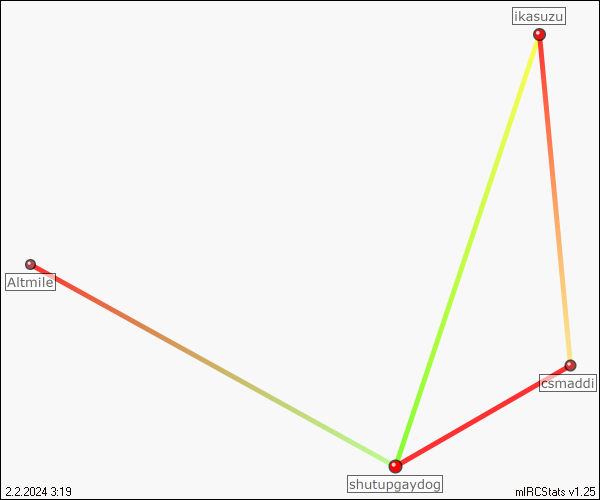 ikasuzu
Altmile
csmaddi
shutupgaydog
2.2.2024 3:19
mIRCStats v1.25